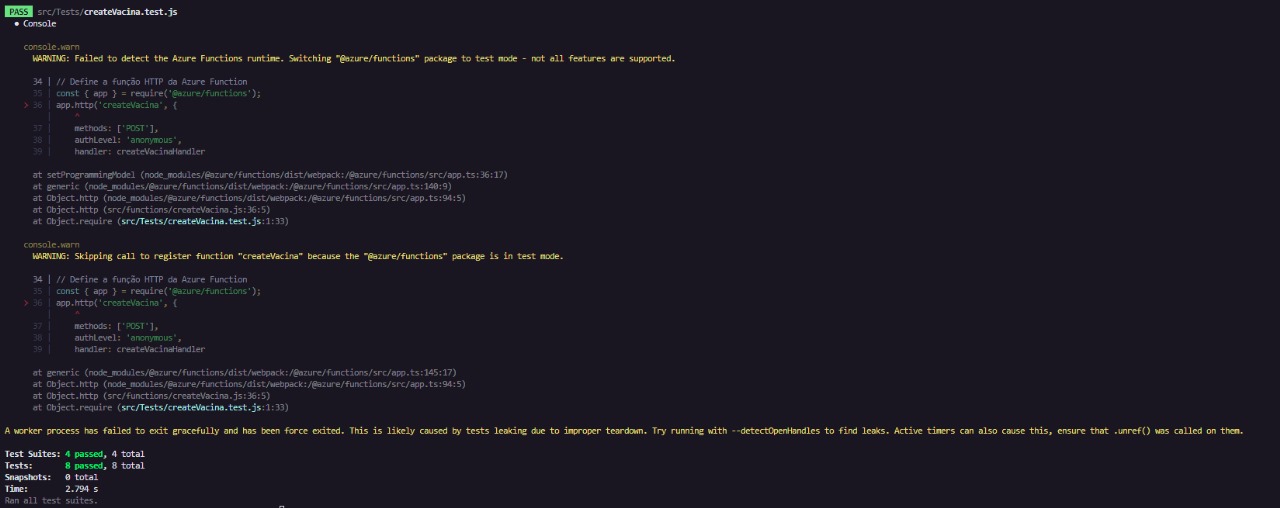 PASS src/Tests/createVacina.test.js
● Console
console.warn
WARNING: Failed to detect the Azure Functions runtime. Switching "@azure/functions" package to test mode - not all features are supported.
34 | // Define a função HTTP da Azure Function
35 | const { app } = require('@azure/functions');
> 36 | app.http('createVacina', {
| ^
37 | methods: ['POST'],
38 | authLevel: 'anonymous',
39 | handler: createVacinaHandler
at setProgrammingModel (node_modules/@azure/functions/dist/webpack:/@azure/functions/src/app.ts:36:17)
at generic (node_modules/@azure/functions/dist/webpack:/@azure/functions/src/app.ts:140:9)
at Object.http (node_modules/@azure/functions/dist/webpack:/@azure/functions/src/app.ts:94:5)
at Object.http (src/functions/createVacina.js:36:5)
at Object.require (src/Tests/createVacina.test.js:1:33)
console.warn
WARNING: Skipping call to register function "createVacina" because the "@azure/functions" package is in test mode.
34 | // Define a função HTTP da Azure Function
35 | const { app } = require('@azure/functions');
> 36 | app.http('createVacina', {
| ^
37 | methods: ['POST'],
38 | authLevel: 'anonymous',
39 | handler: createVacinaHandler
at generic (node_modules/@azure/functions/dist/webpack:/@azure/functions/src/app.ts:145:17)
at Object.http (node_modules/@azure/functions/dist/webpack:/@azure/functions/src/app.ts:94:5)
at Object.http (src/functions/createVacina.js:36:5)
at Object.require (src/Tests/createVacina.test.js:1:33)
A worker process has failed to exit gracefully and has been force exited. This is likely caused by tests leaking due to improper teardown. Try running with --detectOpenHandles to find leaks. Active timers can also cause this, ensure that .unref() was called on them.
Test Suites: 4 passed, 4 total
Tests: 8 passed, 8 total
Snapshots: 0 total
Time: 2.794 s
Ran all test suites.